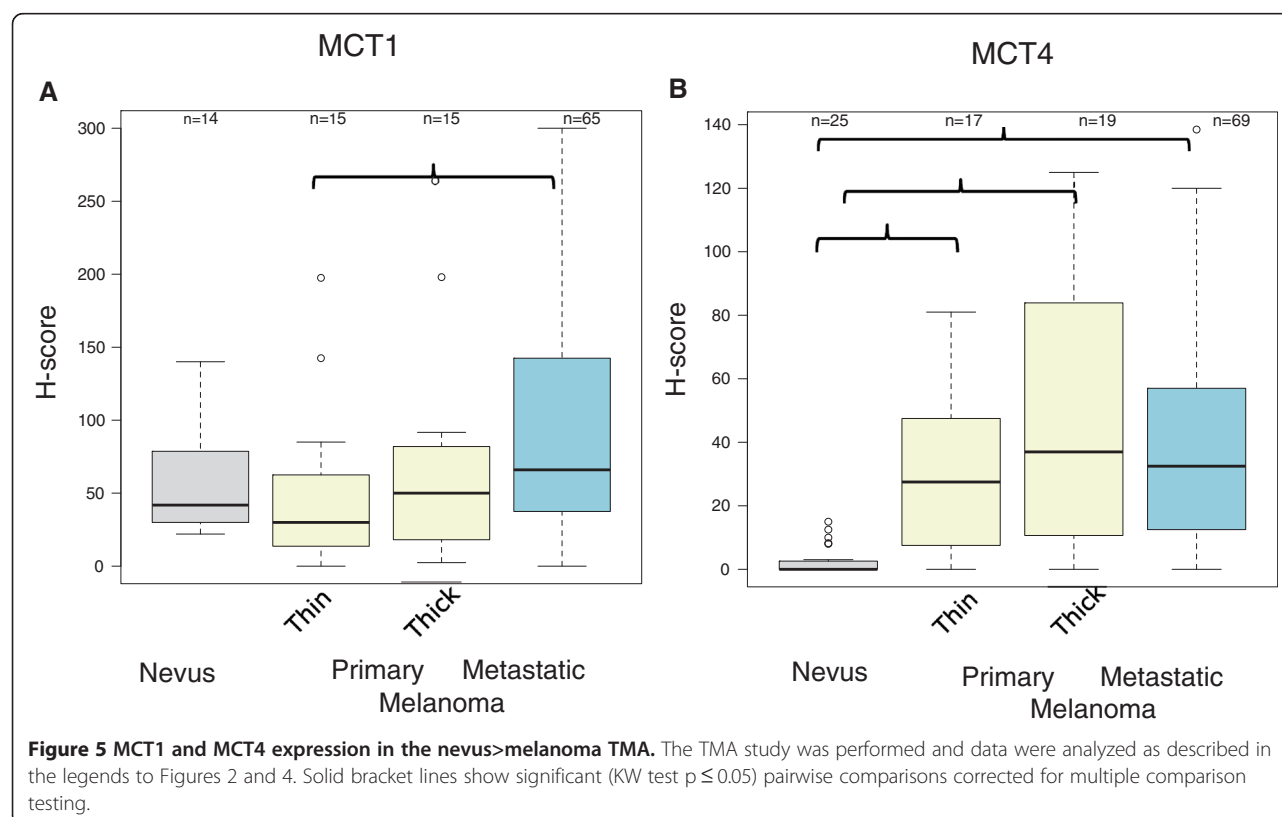 MCT1
MCT4
A
B
n=14 n=15 n=15 n=65
n=25 n=17 n=19 n=69
H-score
300
250
200
150
100
50
0
H-score
140
120
100
80
60
40
20
0
Thin Thick
Thin Thick
Nevus Primary Metastatic
Melanoma
Nevus Primary Metastatic
Melanoma
Figure 5 MCT1 and MCT4 expression in the nevus>melanoma TMA. The TMA study was performed and data were analyzed as described in
the legends to Figures 2 and 4. Solid bracket lines show significant (KW test p ≤ 0.05) pairwise comparisons corrected for multiple comparison
testing.